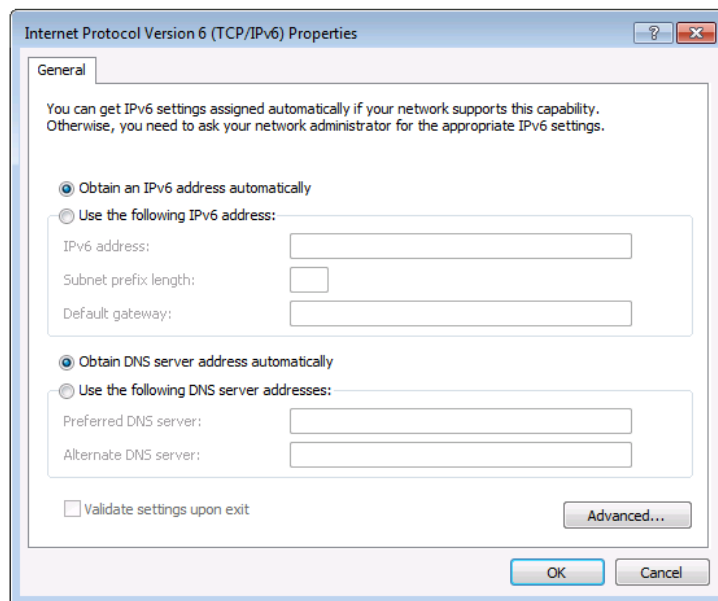 Internet Protocol Version 6 (TCP/IPv6) Properties
?
General
You can get IPv6 settings assigned automatically if your network supports this capability.
Otherwise, you need to ask your network administrator for the appropriate IPv6 settings.
Obtain an IPv6 address automatically
Use the following IPv6 address:
IPv6 address:
Subnet prefix length:
Default gateway:
Obtain DNS server address automatically
Use the following DNS server addresses:
Preferred DNS server:
Alternate DNS server:
Validate settings upon exit
Advanced...
OK
Cancel